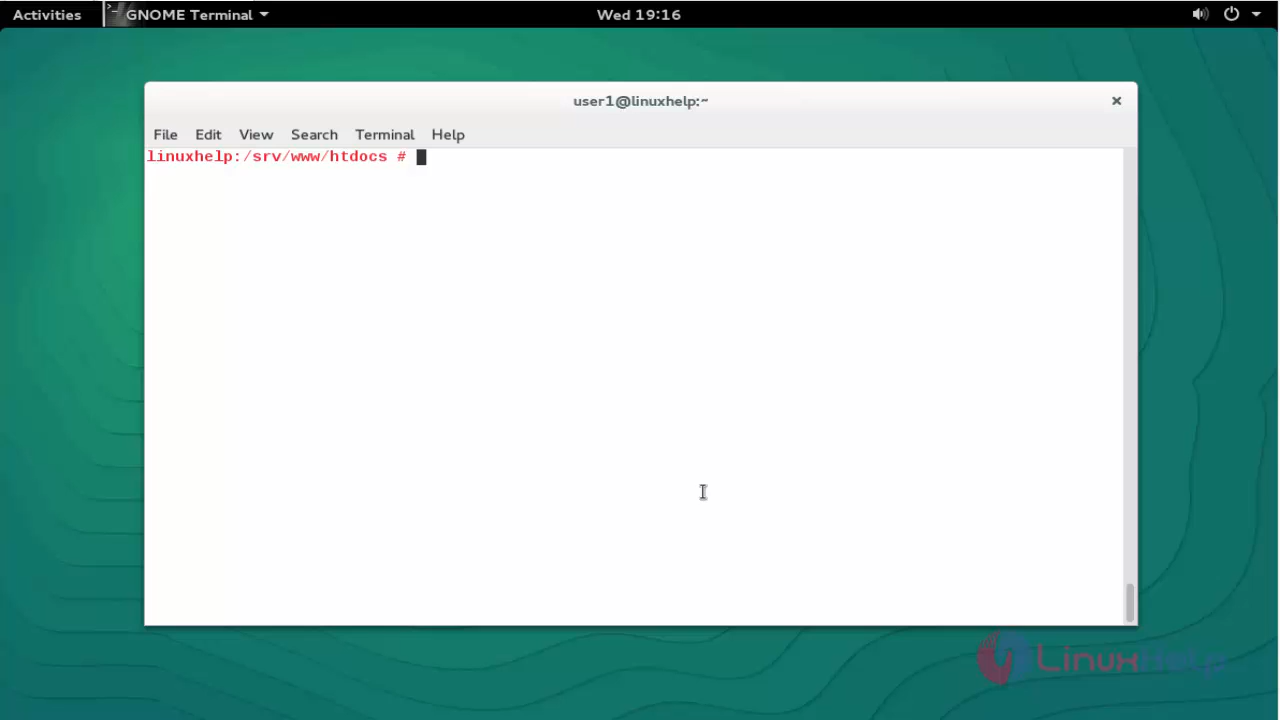 Activities
GNOME Terminal
Wed 19:16
user1@linuxhelp:~
File Edit View Search Terminal Help
linuxhelp:/srv/www/htdocs #
LinuxHelp